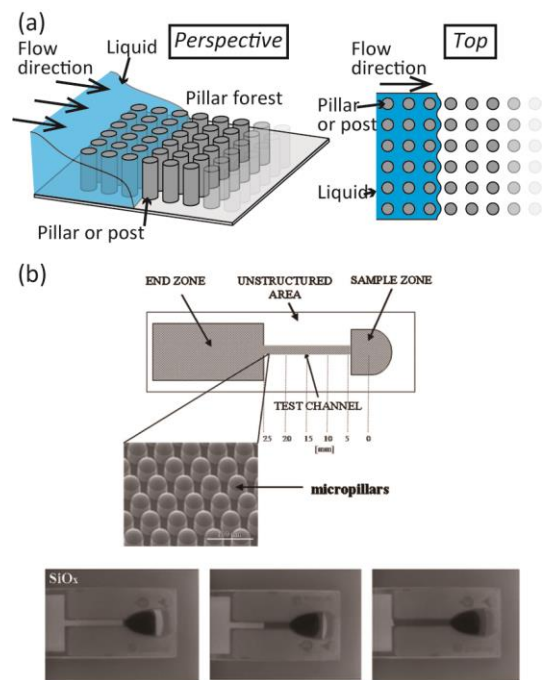 (a)
Flow
direction
Liquid
Perspective
Pillar forest
Pillar or post
Top
Flow
direction
Pillar
or post
Liquid
(b)
END ZONE
UNSTRUCTURED
AREA
SAMPLE ZONE
TEST CHANNEL
25 20 15 10 5 0
[mm]
micropillars
SiOx